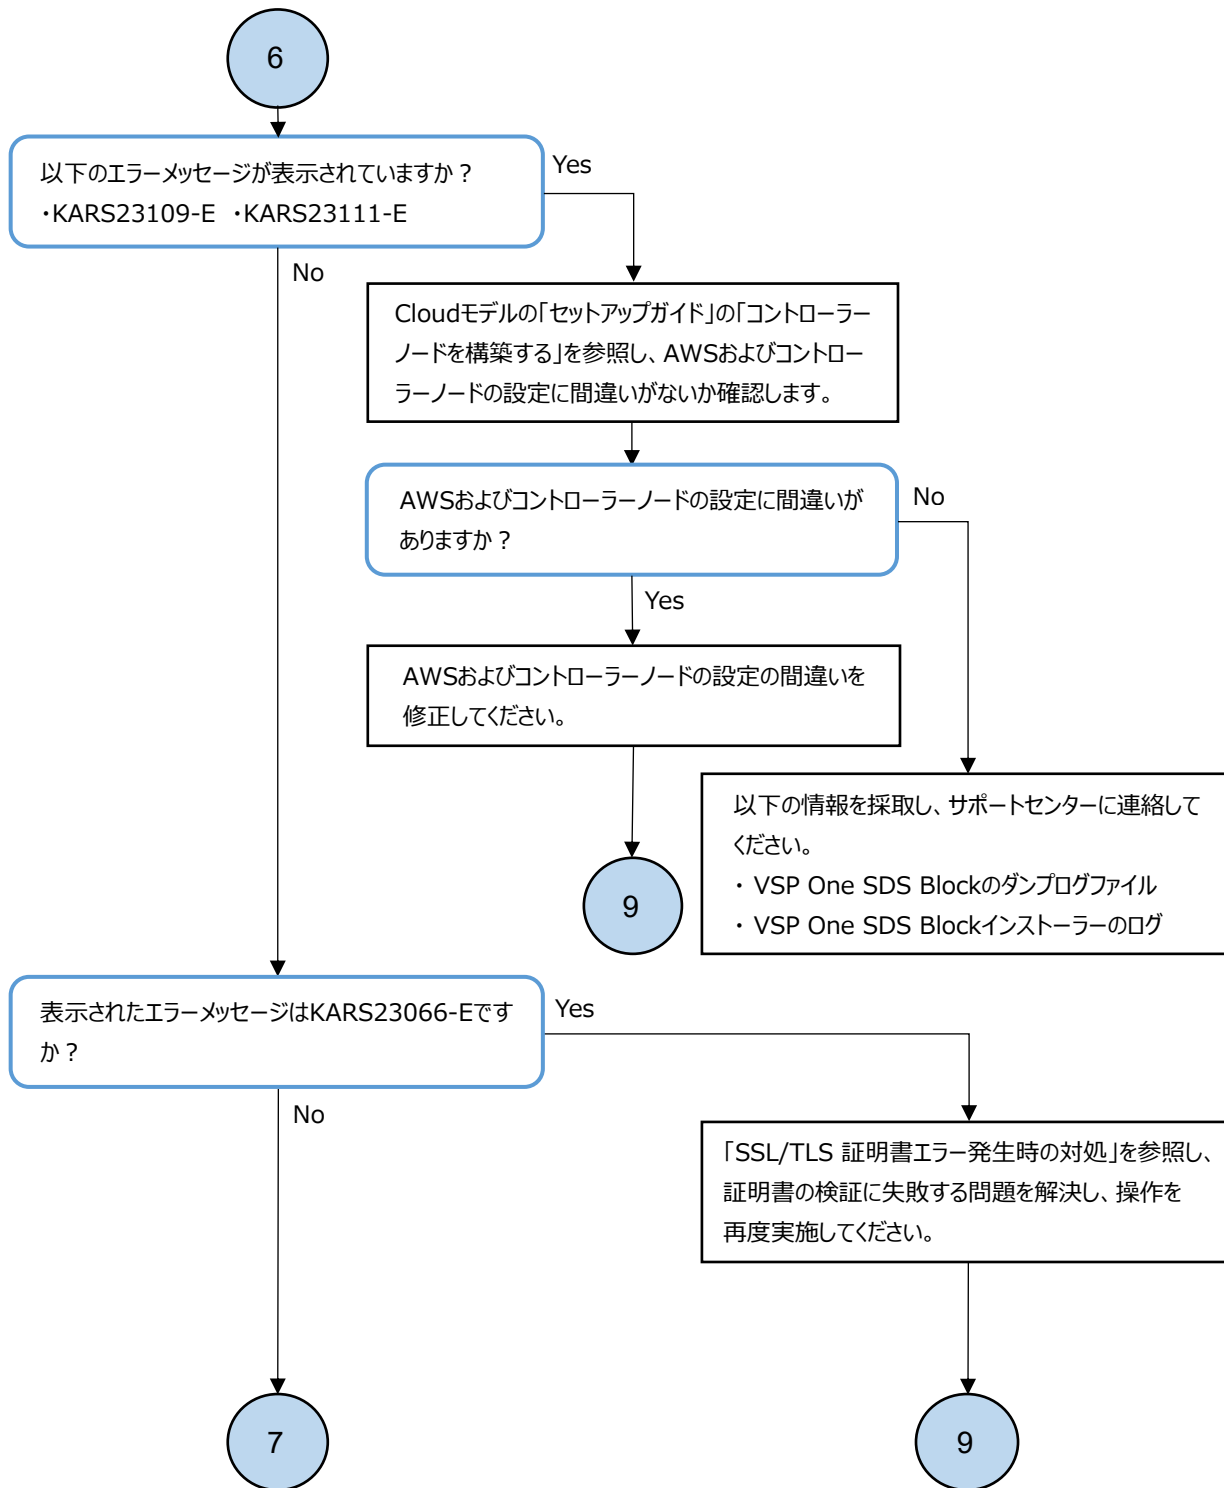 6
以下のエラーメッセージが表示されていますか？
・KARS23109-E ・KARS23111-E
Yes
No
Cloudモデルの「セットアップガイド」の「コントローラー
ノードを構築する」を参照し、AWSおよびコントロー
ラーノードの設定に間違いがないか確認します。
AWSおよびコントローラーノードの設定に間違いが
ありますか？
No
Yes
AWSおよびコントローラーノードの設定の間違いを
修正してください。
以下の情報を採取し、サポートセンターに連絡して
ください。
・ VSP One SDS Blockのダンプログファイル
・ VSP One SDS Blockインストーラーのログ
9
表示されたエラーメッセージはKARS23066-Eです
か？
Yes
No
「SSL/TLS 証明書エラー発生時の対処」を参照し、
証明書の検証に失敗する問題を解決し、操作を
再度実施してください。
7
9